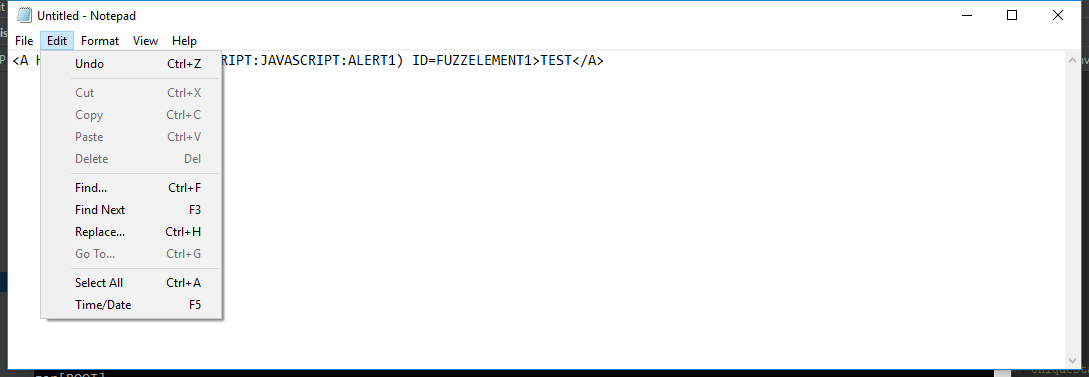 Untitled - Notepad
File Edit Format View Help
<A RIPT:JAVASCRIPT:ALERT1) ID=FUZZELEMENT1>TEST</A>
Undo Ctrl+Z
Cut Ctrl+X
Copy Ctrl+C
Paste Ctrl+V
Delete Del
Find... Ctrl+F
Find Next F3
Replace... Ctrl+H
Go To... Ctrl+G
Select All Ctrl+A
Time/Date F5